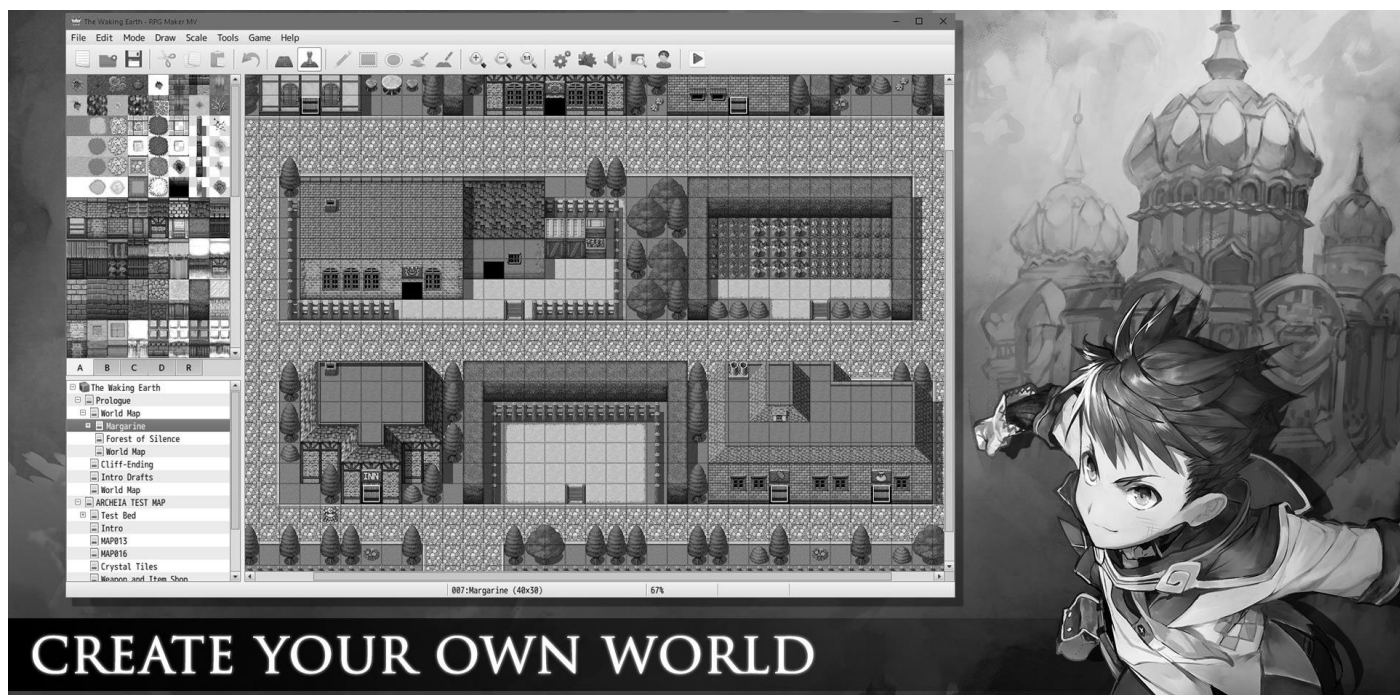 The Waking Earth - RPG Maker MV
File Edit Mode Draw Scale Tools Game Help
A B C D R
The Waking Earth
Prologue
World Map
Margarine
Forest of Silence
World Map
Cliff-Ending
Intro Drafts
World Map
ARCHEIA TEST MAP
Test Bed
Intro
MAP013
MAP016
Crystal Tiles
Weapon and Item Shop
INN
007:Margarine (40x30) 67%
CREATE YOUR OWN WORLD